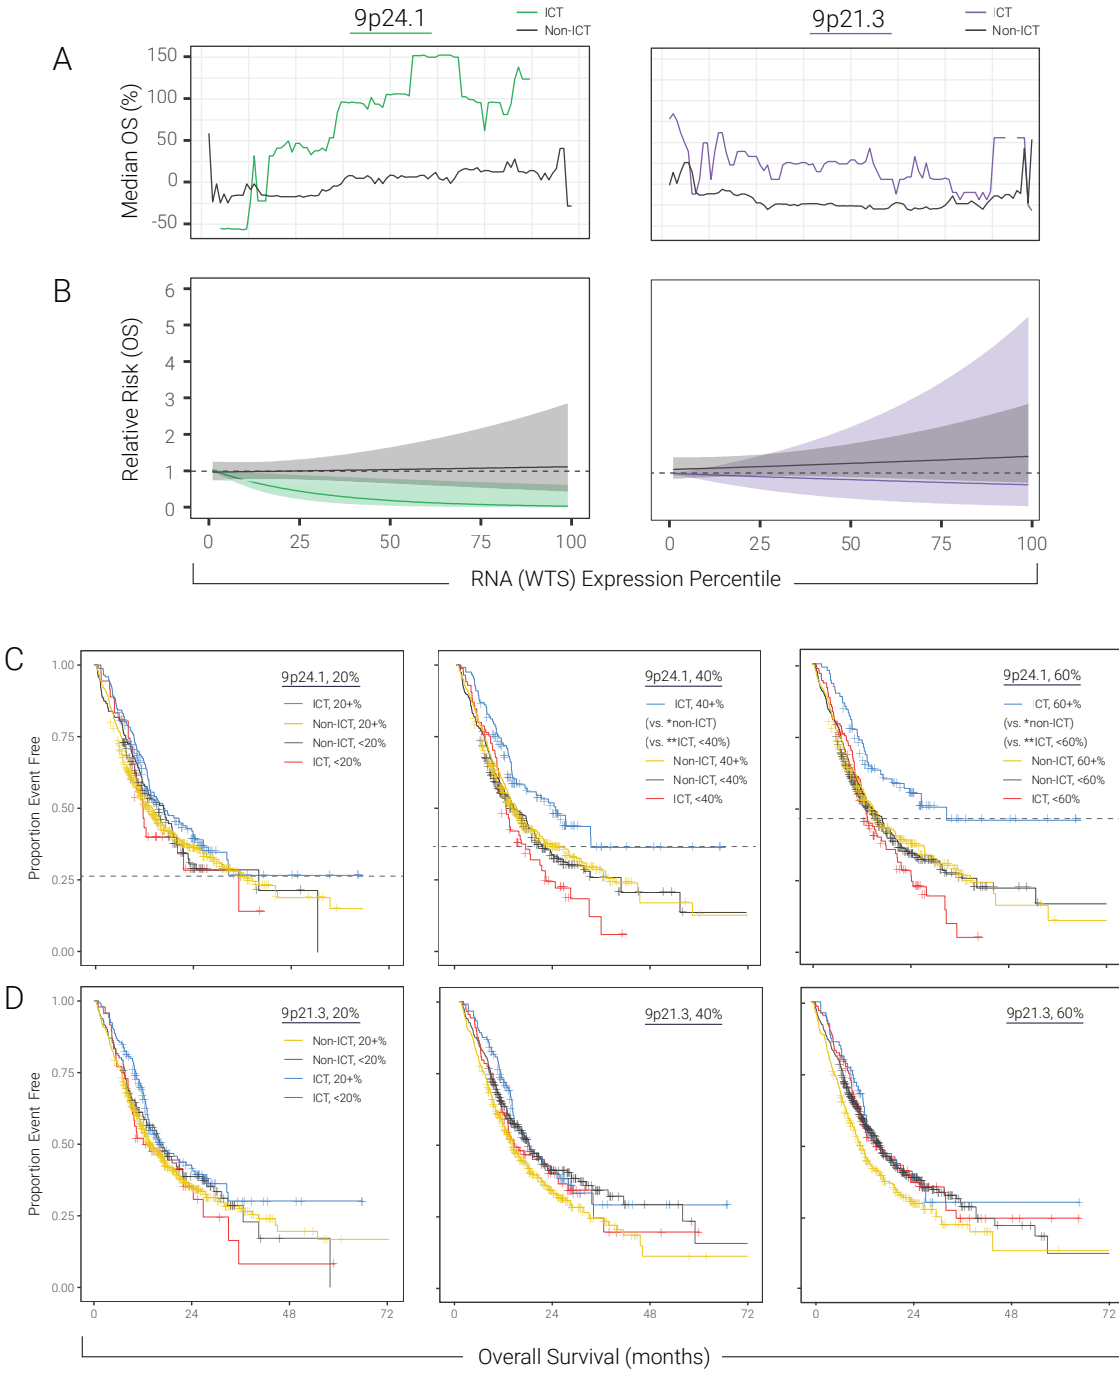 9p24.1
ICT
Non-ICT
9p21.3
ICT
Non-ICT
A
Median OS (%)
150
100
50
0
-50
B
Relative Risk (OS)
6
5
4
3
2
1
0
0 25 50 75 100
0 25 50 75 100
RNA (WTS) Expression Percentile
C
Proportion Event Free
1.00
0.75
0.50
0.25
0.00
9p24.1, 20%
ICT, 20+%
Non-ICT, 20+%
Non-ICT, <20%
ICT, <20%
9p24.1, 40%
ICT, 40+%
(vs. *non-ICT)
(vs. **ICT, <40%)
Non-ICT, 40+%
Non-ICT, <40%
ICT, <40%
9p24.1, 60%
ICT, 60+%
(vs. *non-ICT)
(vs. **ICT, <60%)
Non-ICT, 60+%
Non-ICT, <60%
ICT, <60%
D
Proportion Event Free
1.00
0.75
0.50
0.25
0.00
9p21.3, 20%
Non-ICT, 20+%
Non-ICT, <20%
ICT, 20+%
ICT, <20%
9p21.3, 40%
9p21.3, 60%
0 24 48 72
0 24 48 72
0 24 48 72
Overall Survival (months)